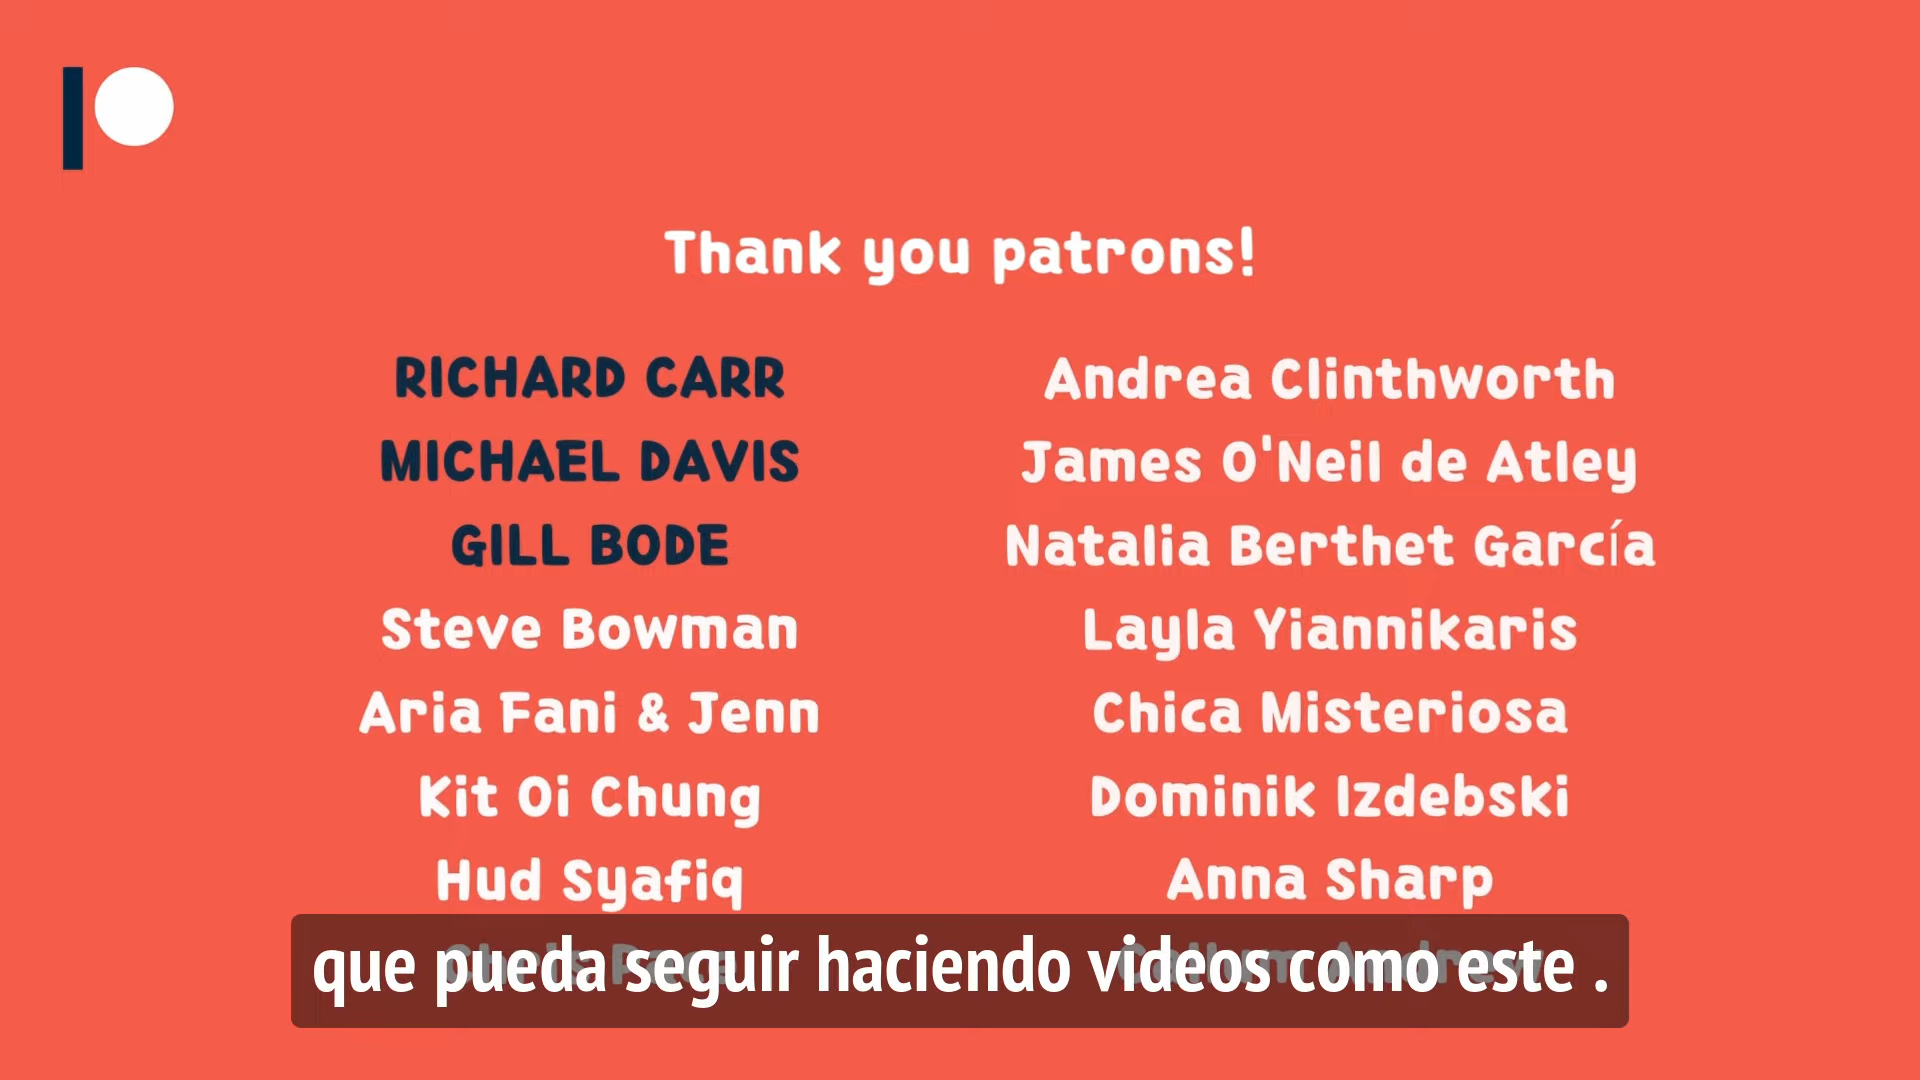 Thank you patrons!
RICHARD CARR
MICHAEL DAVIS
GILL BODE
Steve Bowman
Aria Fani & Jenn
Kit Oi Chung
Hud Syafiq
Andrea Clinthworth
James O'Neil de Atley
Natalia Berthet García
Layla Yiannikaris
Chica Misteriosa
Dominik Izdebski
Anna Sharp
que pueda seguir haciendo videos como este .